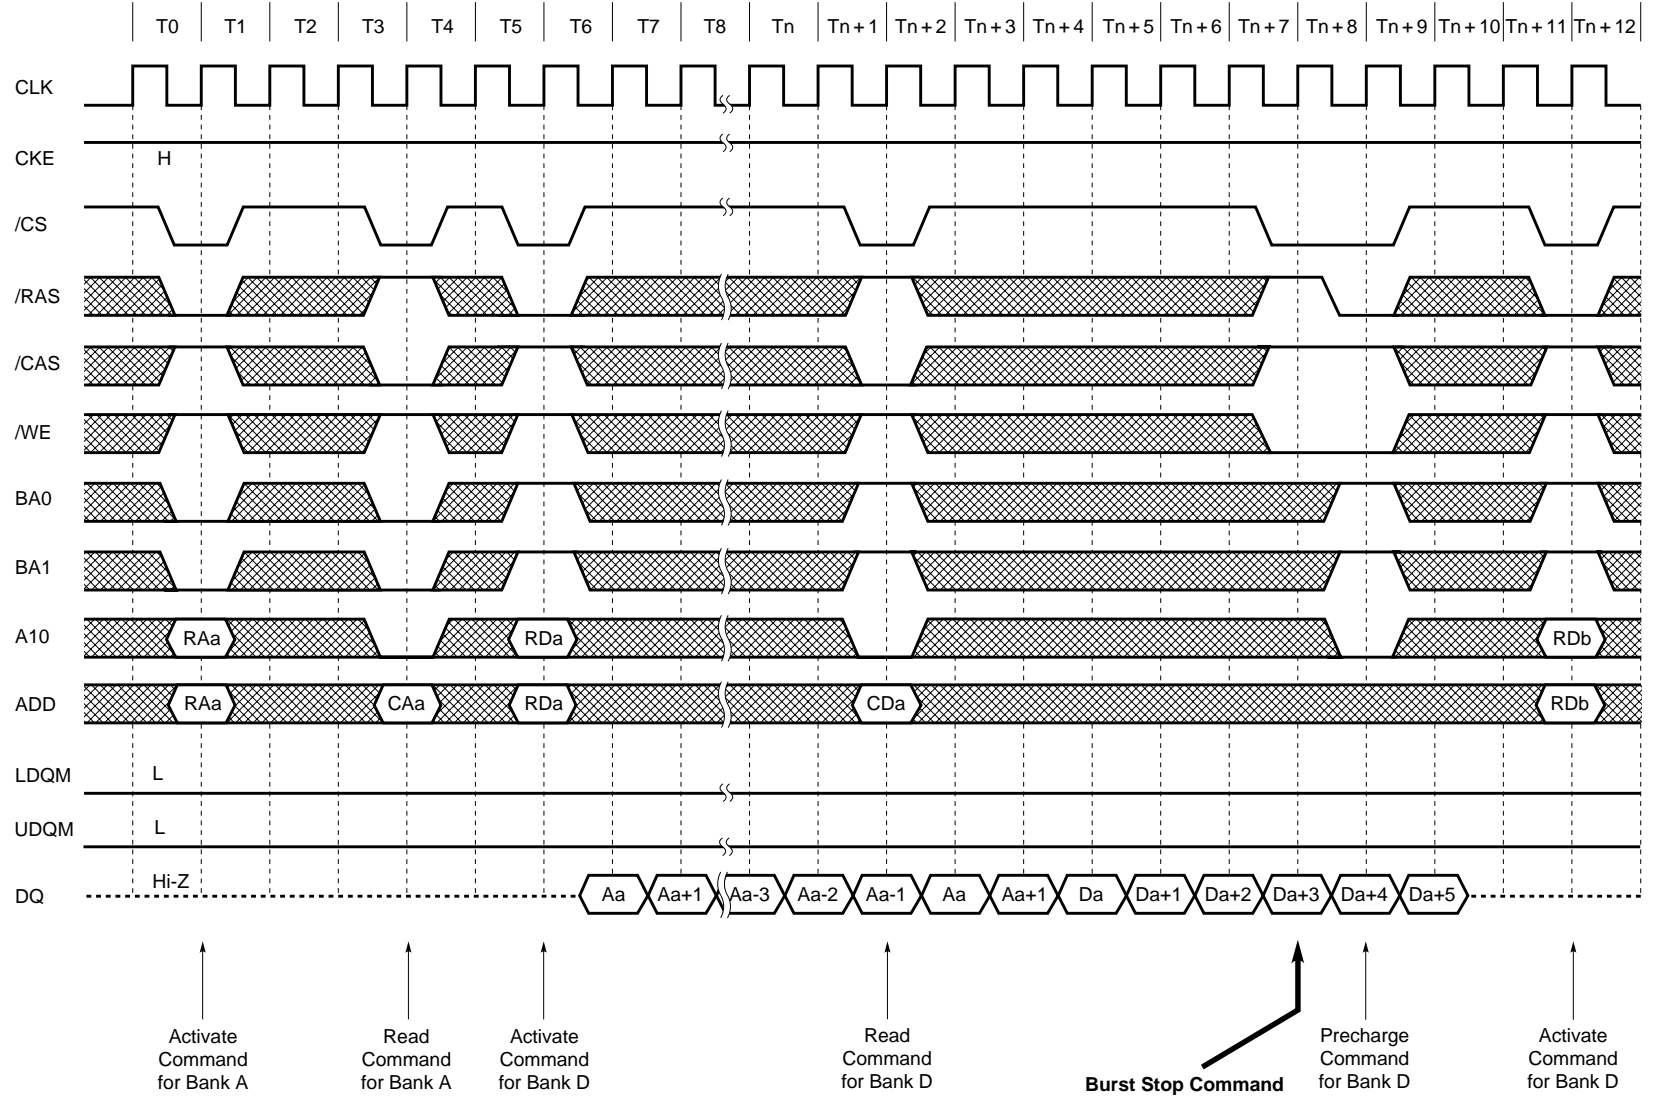 T0 T1 T2 T3 T4 T5 T6 T7 T8 Tn Tn + 1 Tn + 2 Tn + 3 Tn + 4 Tn + 5 Tn + 6 Tn + 7 Tn + 8 Tn + 9 Tn + 10 Tn + 11 Tn + 12
CLK
CKE H
/CS
/RAS
/CAS
/WE
BA0
BA1
A10 RAa RDa RDb
ADD RAa CAa RDa CDa RDb
LDQM L
UDQM L
DQ Hi-Z Aa Aa+1 Aa-3 Aa-2 Aa-1 Aa Aa+1 Da Da+1 Da+2 Da+3 Da+4 Da+5
Activate
Command
for Bank A
Read
Command
for Bank A
Activate
Command
for Bank D
Read
Command
for Bank D
Burst Stop Command
Precharge
Command
for Bank D
Activate
Command
for Bank D